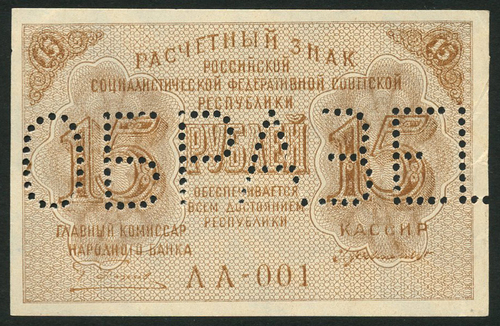 15 15
РАСЧЕТНЫЙ ЗНАК
РОССИЙСКОЙ
СОЦИАЛИСТИЧЕСКОЙ ФЕДЕРАТИВНОЙ СОВЕТСКОЙ
РЕСПУБЛИКИ
15 РУБЛЕЙ 15
ОБРАЗЕЦ
ОБЕСПЕЧИВАЕТСЯ
ВСЕМ ДОСТОЯНИЕМ
РЕСПУБЛИКИ
ГЛАВНЫЙ КОМИССАР
НАРОДНОГО БАНКА
КАССИР
АА-001